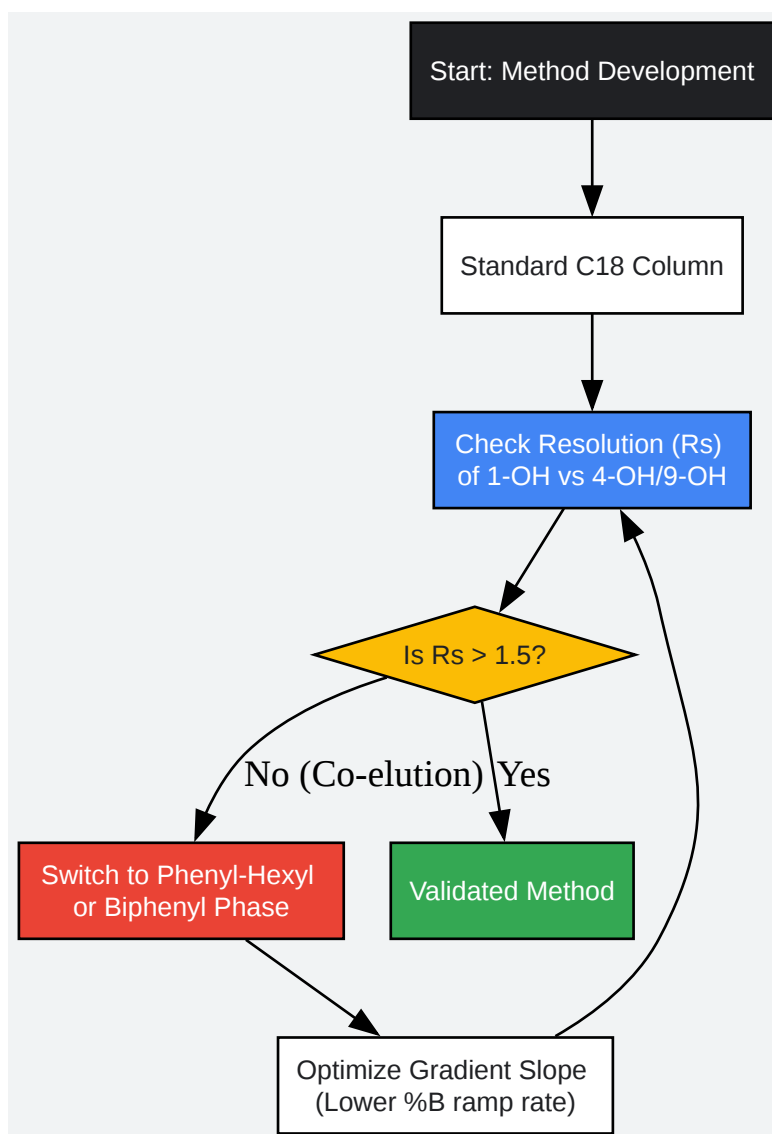 Start: Method Development
Standard C18 Column
Check Resolution (Rs)
of 1-OH vs 4-OH/9-OH
Is Rs > 1.5?
No (Co-elution)
Yes
Switch to Phenyl-Hexyl
or Biphenyl Phase
Validated Method
Optimize Gradient Slope
(Lower %B ramp rate)